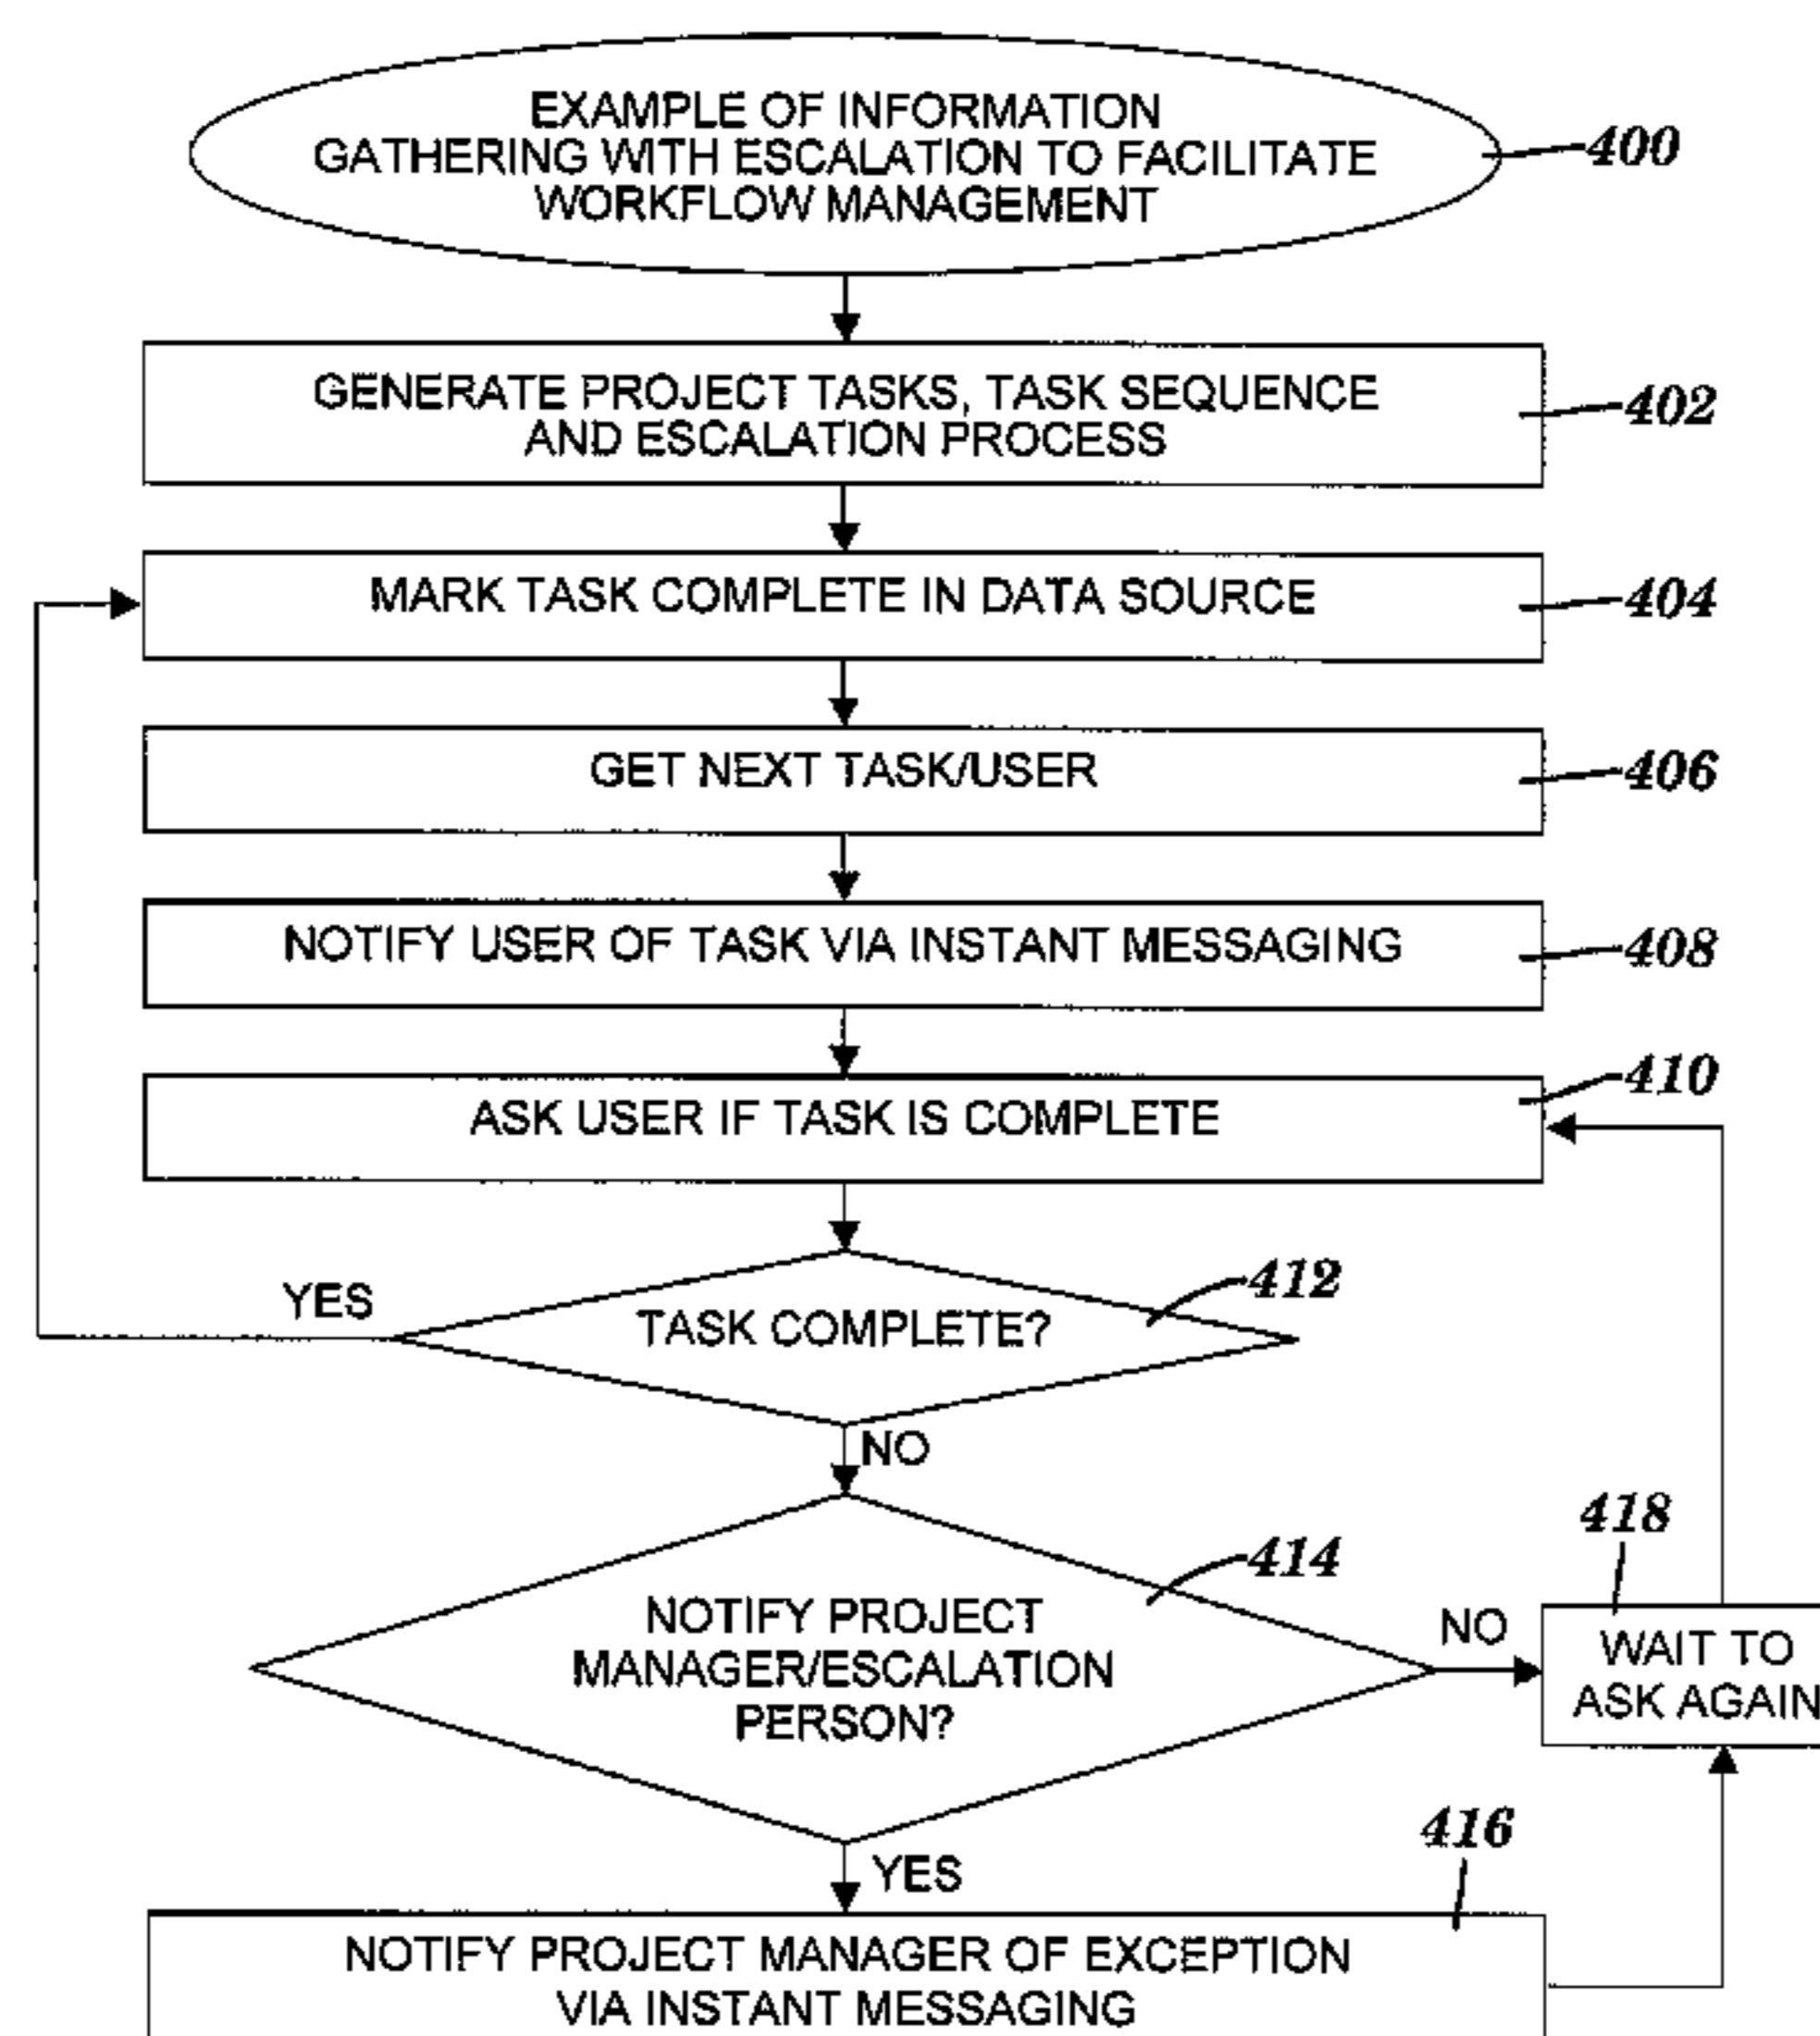 EXAMPLE OF INFORMATION
GATHERING WITH ESCALATION TO FACILITATE
WORKFLOW MANAGEMENT
400
GENERATE PROJECT TASKS, TASK SEQUENCE
AND ESCALATION PROCESS
402
MARK TASK COMPLETE IN DATA SOURCE
404
GET NEXT TASK/USER
406
NOTIFY USER OF TASK VIA INSTANT MESSAGING
408
ASK USER IF TASK IS COMPLETE
410
TASK COMPLETE?
412
YES
NO
NOTIFY PROJECT
MANAGER/ESCALATION
PERSON?
414
NO
418
WAIT TO
ASK AGAIN
YES
416
NOTIFY PROJECT MANAGER OF EXCEPTION
VIA INSTANT MESSAGING